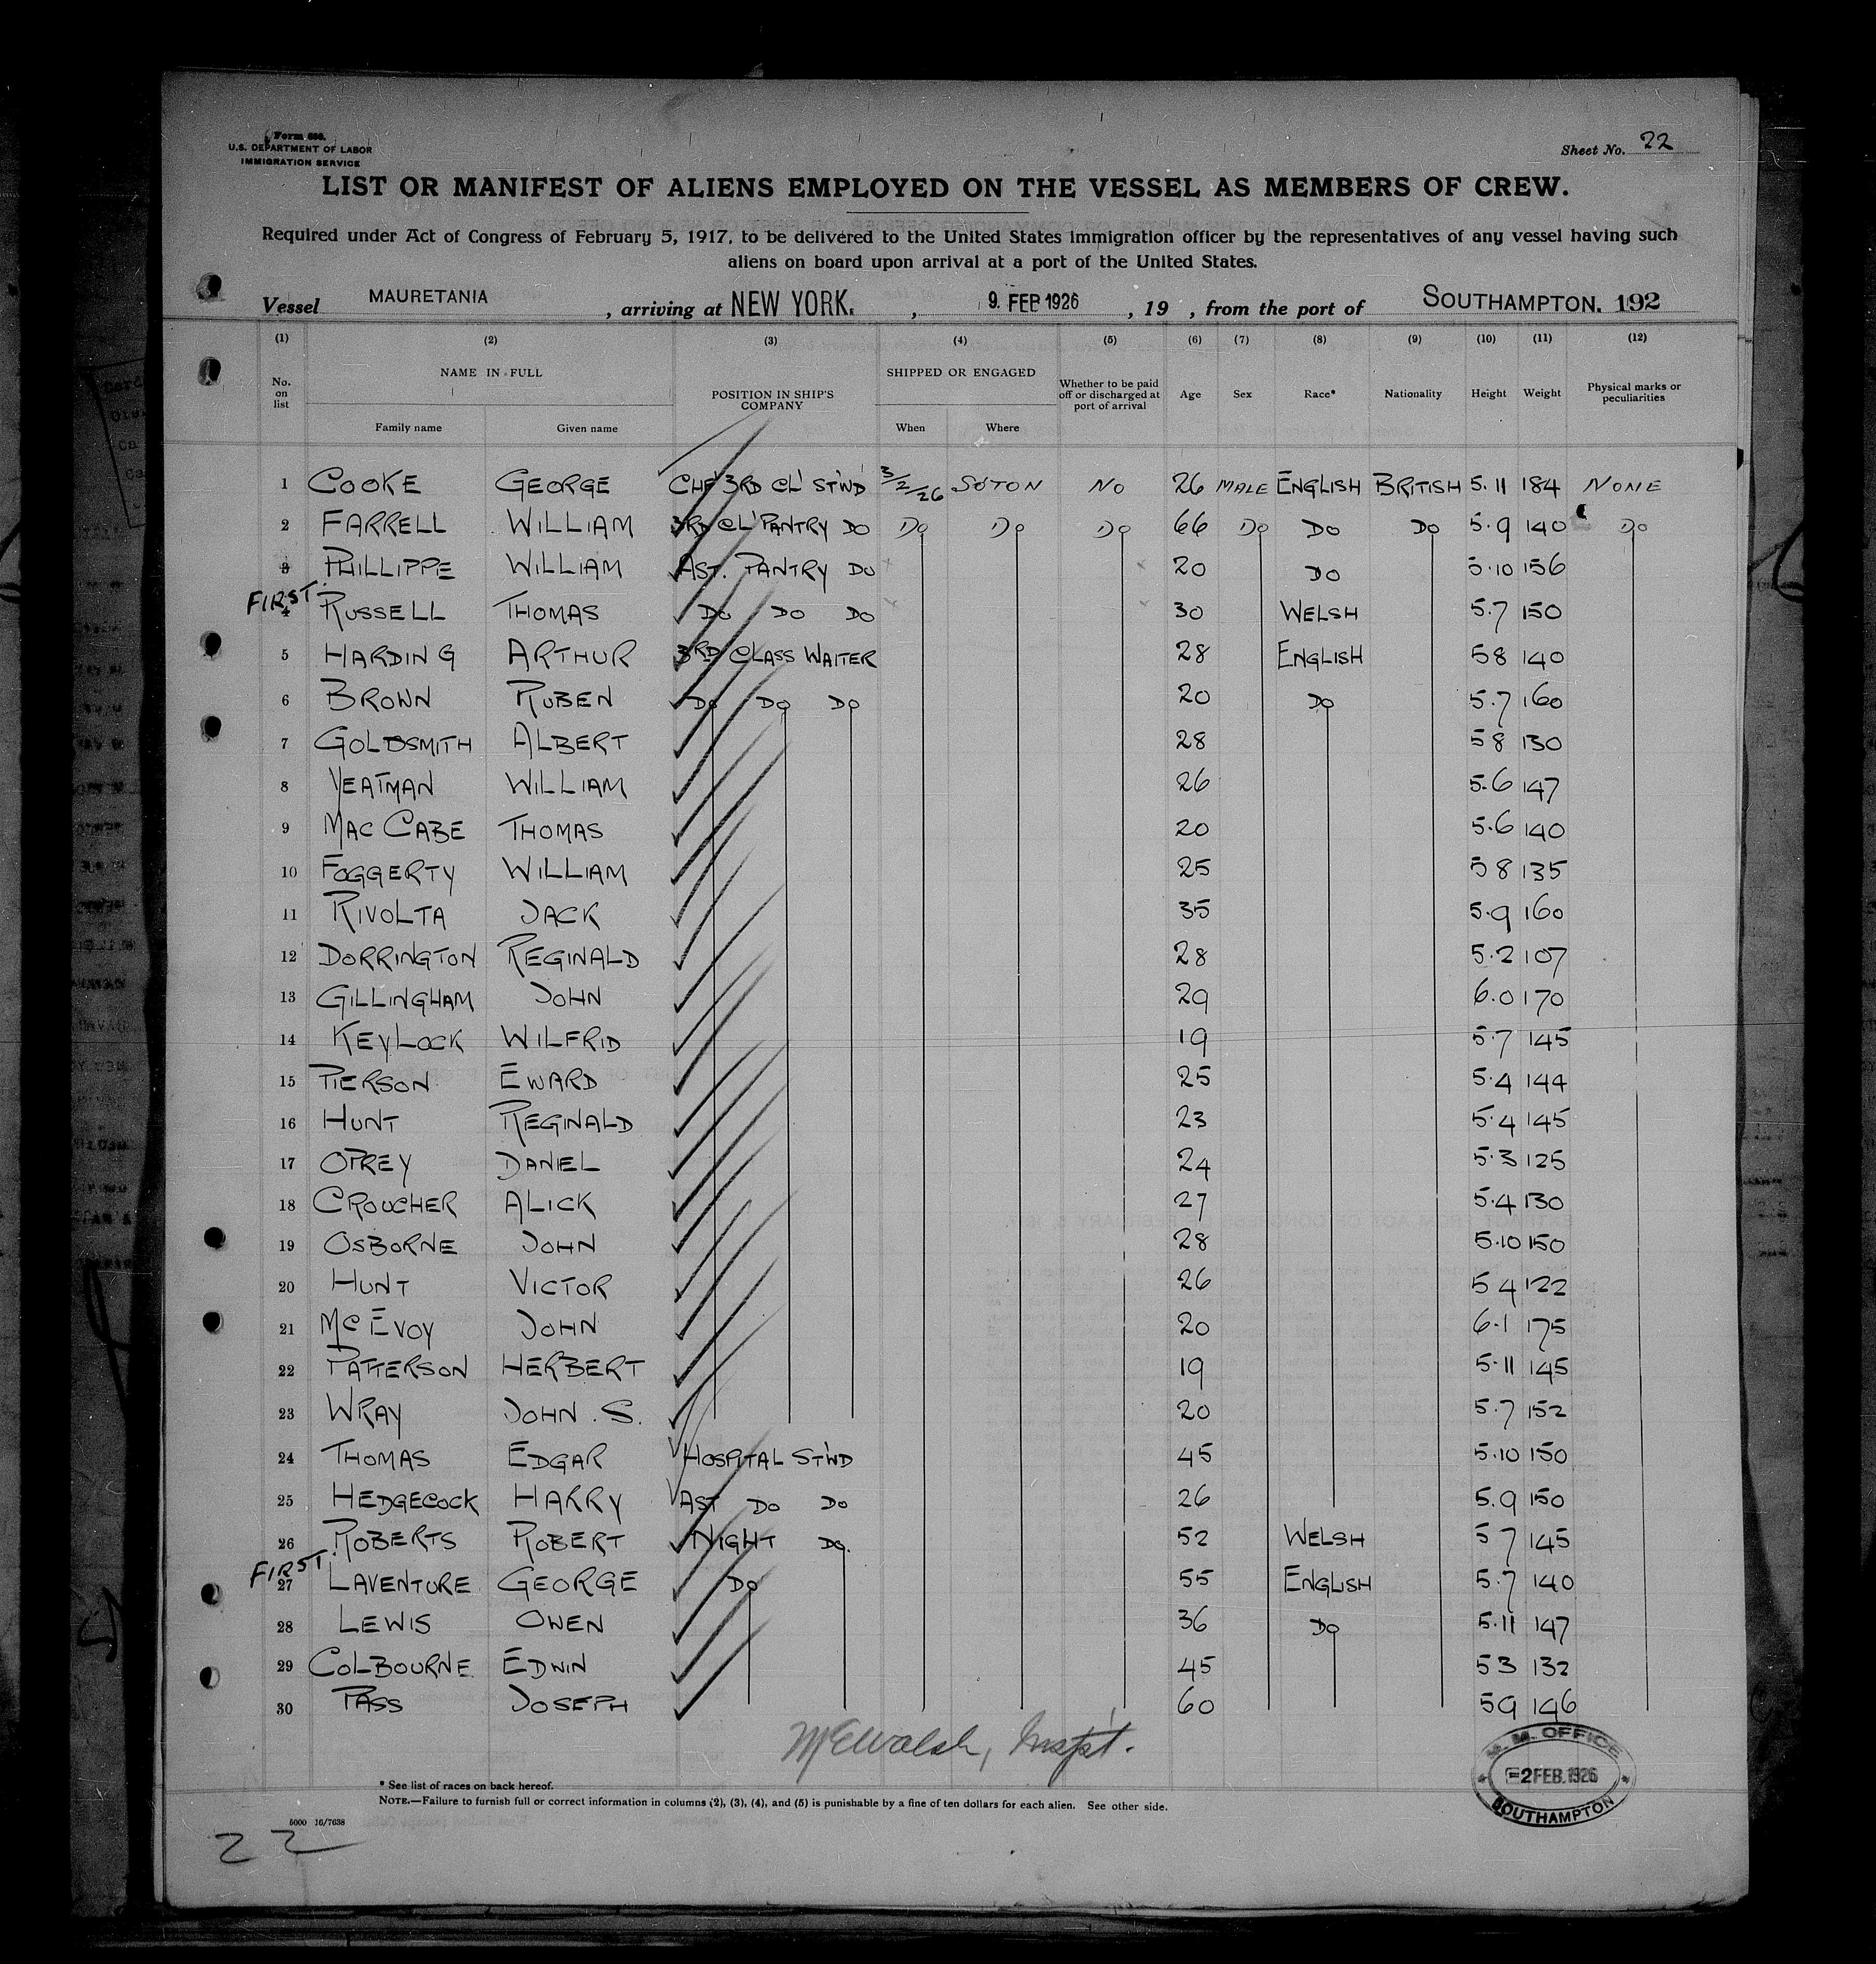 Form 686.
U.S. DEPARTMENT OF LABOR
IMMIGRATION SERVICE
Sheet No. 22
LIST OR MANIFEST OF ALIENS EMPLOYED ON THE VESSEL AS MEMBERS OF CREW.
Required under Act of Congress of February 5, 1917, to be delivered to the United States immigration officer by the representatives of any vessel having such
aliens on board upon arrival at a port of the United States.
Vessel MAURETANIA , arriving at NEW YORK. , 9. FEB 1926 , 19 , from the port of SOUTHAMPTON. 192
(1) (2) (3) (4) (5) (6) (7) (8) (9) (10) (11) (12)
No. on list NAME IN FULL Family name Given name POSITION IN SHIP'S COMPANY SHIPPED OR ENGAGED When Where Whether to be paid off or discharged at port of arrival Age Sex Race* Nationality Height Weight Physical marks or peculiarities
1 COOKE GEORGE CHF 3RD CL' ST'WD 3/2/26 S'OTON NO 26 MALE ENGLISH BRITISH 5.11 184 NONE
2 FARRELL WILLIAM 3RD CL' PANTRY DO DO DO DO 66 DO DO DO 5.9 140 DO
3 PHILLIPPE WILLIAM AST. PANTRY DO 20 DO 5.10 156
FIRST. 4 RUSSELL THOMAS DO DO DO 30 WELSH 5.7 150
5 HARDING ARTHUR 3RD CLASS WAITER 28 ENGLISH 5 8 140
6 BROWN RUBEN DO DO DO 20 DO 5.7 160
7 GOLDSMITH ALBERT 28 5 8 130
8 YEATMAN WILLIAM 26 5.6 147
9 MAC CABE THOMAS 20 5.6 140
10 FOGGERTY WILLIAM 25 5 8 135
11 RIVOLTA JACK 35 5.9 160
12 DORRINGTON REGINALD 28 5.2 107
13 GILLINGHAM JOHN 29 6.0 170
14 KEYLOCK WILFRID 19 5.7 145
15 PIERSON EWARD 25 5.4 144
16 HUNT REGINALD 23 5.4 145
17 OPREY DANIEL 24 5.3 125
18 CROUCHER ALICK 27 5.4 130
19 OSBORNE JOHN 28 5.10 150
20 HUNT VICTOR 26 5 4 122
21 MC EVOY JOHN 20 6.1 175
22 PATTERSON HERBERT 19 5.11 145
23 WRAY JOHN . S. 20 5.7 152
24 THOMAS EDGAR HOSPITAL ST'WD 45 5.10 150
25 HEDGECOCK HARRY AST DO DO 26 5.9 150
26 ROBERTS ROBERT NIGHT DO. 52 WELSH 5 7 145
FIRST. 27 LAVENTURE GEORGE DO 55 ENGLISH 5.7 140
28 LEWIS OWEN 36 DO 5.11 147
29 COLBOURNE EDWIN 45 5 3 132
30 PASS JOSEPH 60 5 9 146
McEWalsh, Inspt.
M. M. OFFICE
2 FEB. 1926
SOUTHAMPTON
* See list of races on back hereof.
NOTE.—Failure to furnish full or correct information in columns (2), (3), (4), and (5) is punishable by a fine of ten dollars for each alien. See other side.
5000 16/7638
22